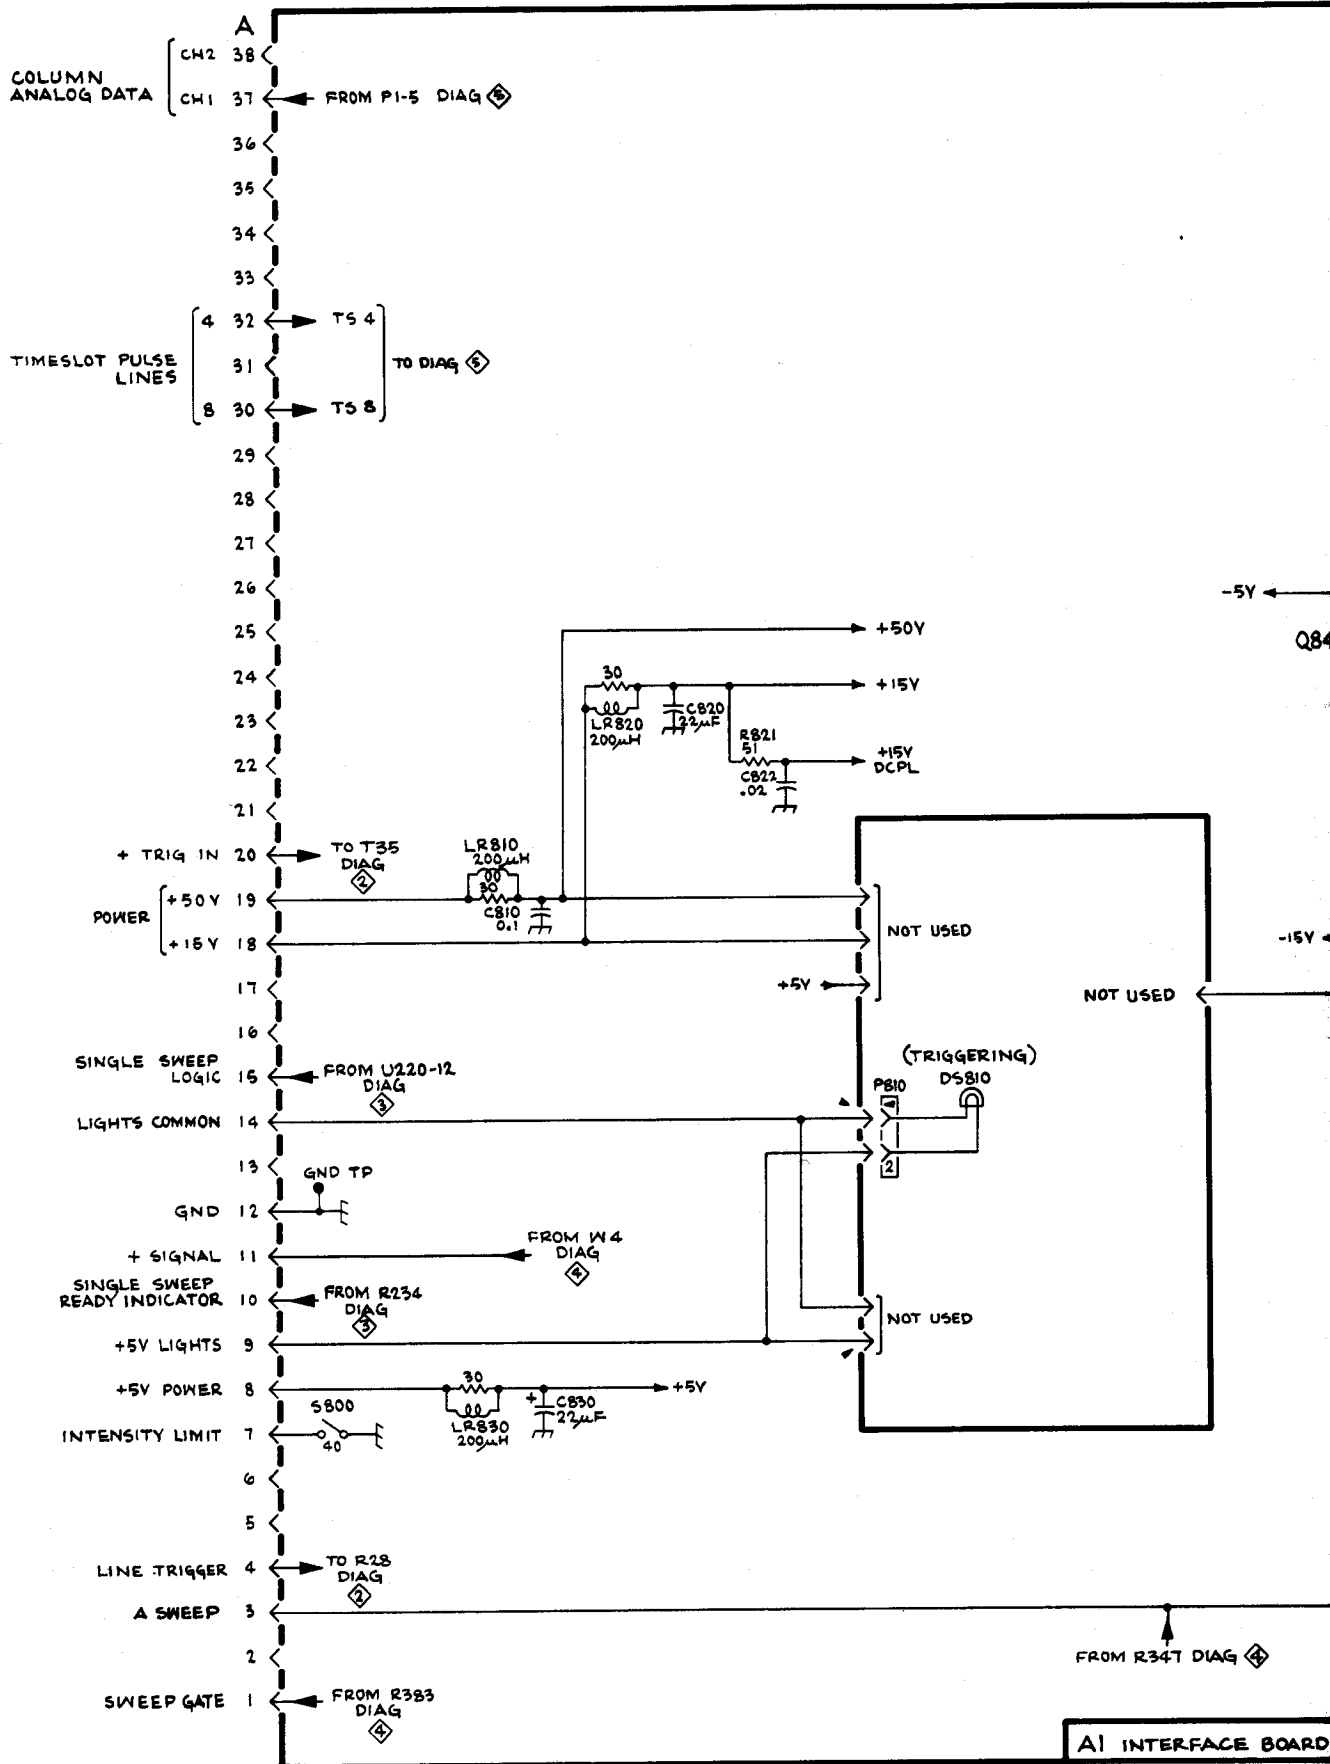 A
CH2 38
COLUMN
ANALOG DATA
CH1 37 FROM P1-5 DIAG 5
36
35
34
33
4 32 TS 4
TIMESLOT PULSE
LINES
31 TO DIAG 5
8 30 TS 8
29
28
27
26
-5V
25 +50V
Q84
24 30 +15V
LR820
200µH
C820
22µF
23
R821
51
+15V
DCPL
22
C822
.02
21
+ TRIG IN 20 TO T35
DIAG
2
LR810
200µH
30
POWER
+50V 19
C810
0.1
NOT USED
+15V 18
-15V
17 +5V
NOT USED
16
SINGLE SWEEP
LOGIC 15 FROM U220-12
DIAG
3
(TRIGGERING)
DS810
P810
LIGHTS COMMON 14
13 GND TP
2
GND 12
+ SIGNAL 11 FROM W4
DIAG
4
SINGLE SWEEP
READY INDICATOR 10 FROM R234
DIAG
3
NOT USED
+5V LIGHTS 9
+5V POWER 8 30 +5V
LR830
200µH
+ C830
22µF
INTENSITY LIMIT 7 S800
40
6
5
LINE TRIGGER 4 TO R28
DIAG
2
A SWEEP 3
2 FROM R347 DIAG 4
SWEEP GATE 1 FROM R383
DIAG
4
A1 INTERFACE BOARD